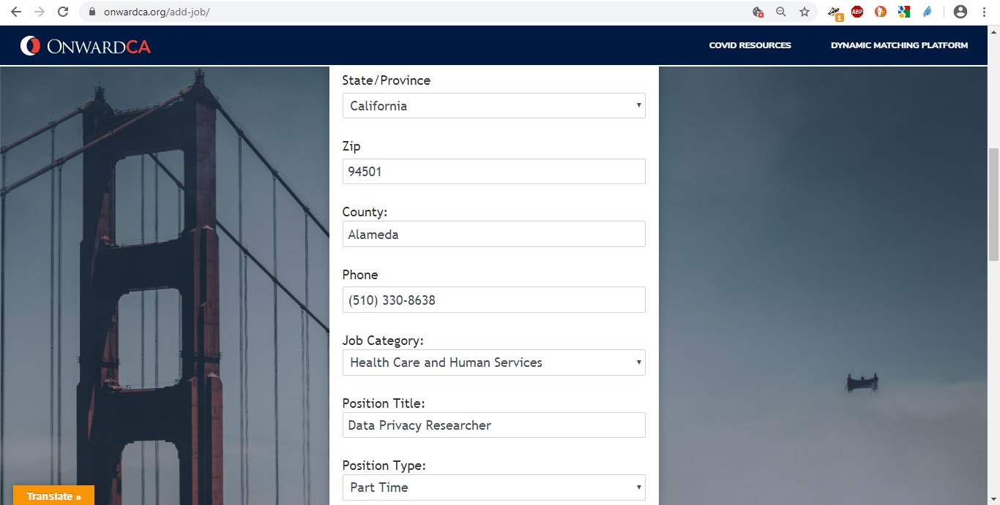 onwardca.org/add-job/
ABP
1
ONWARDCA
COVID RESOURCES
DYNAMIC MATCHING PLATFORM
State/Province
California
Zip
94501
County:
Alameda
Phone
(510) 330-8638
Job Category:
Health Care and Human Services
Position Title:
Data Privacy Researcher
Position Type:
Part Time
Translate »